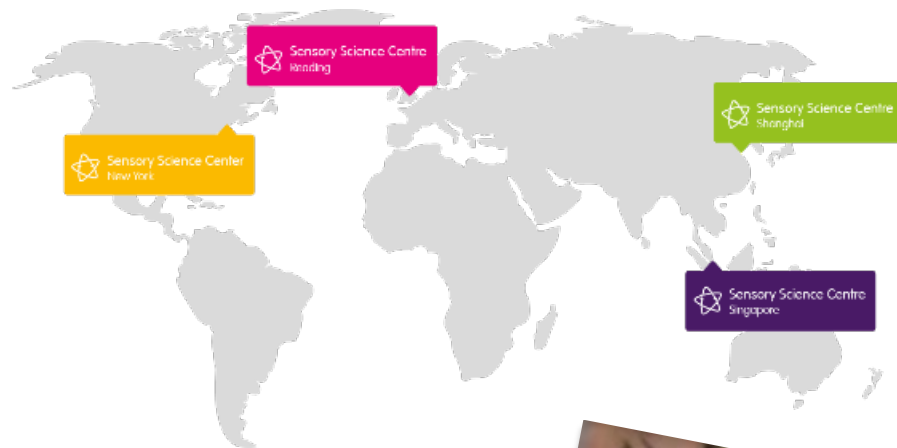 Sensory Science Centre
Reading
Sensory Science Centre
Shanghai
Sensory Science Center
New York
Sensory Science Centre
Singapore